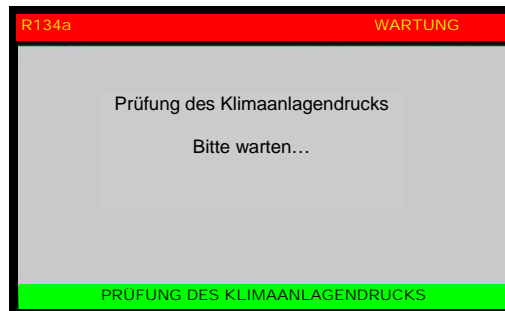 R134a WARTUNG
Prüfung des Klimaanlagendrucks
Bitte warten…
PRÜFUNG DES KLIMAANLAGENDRUCKS